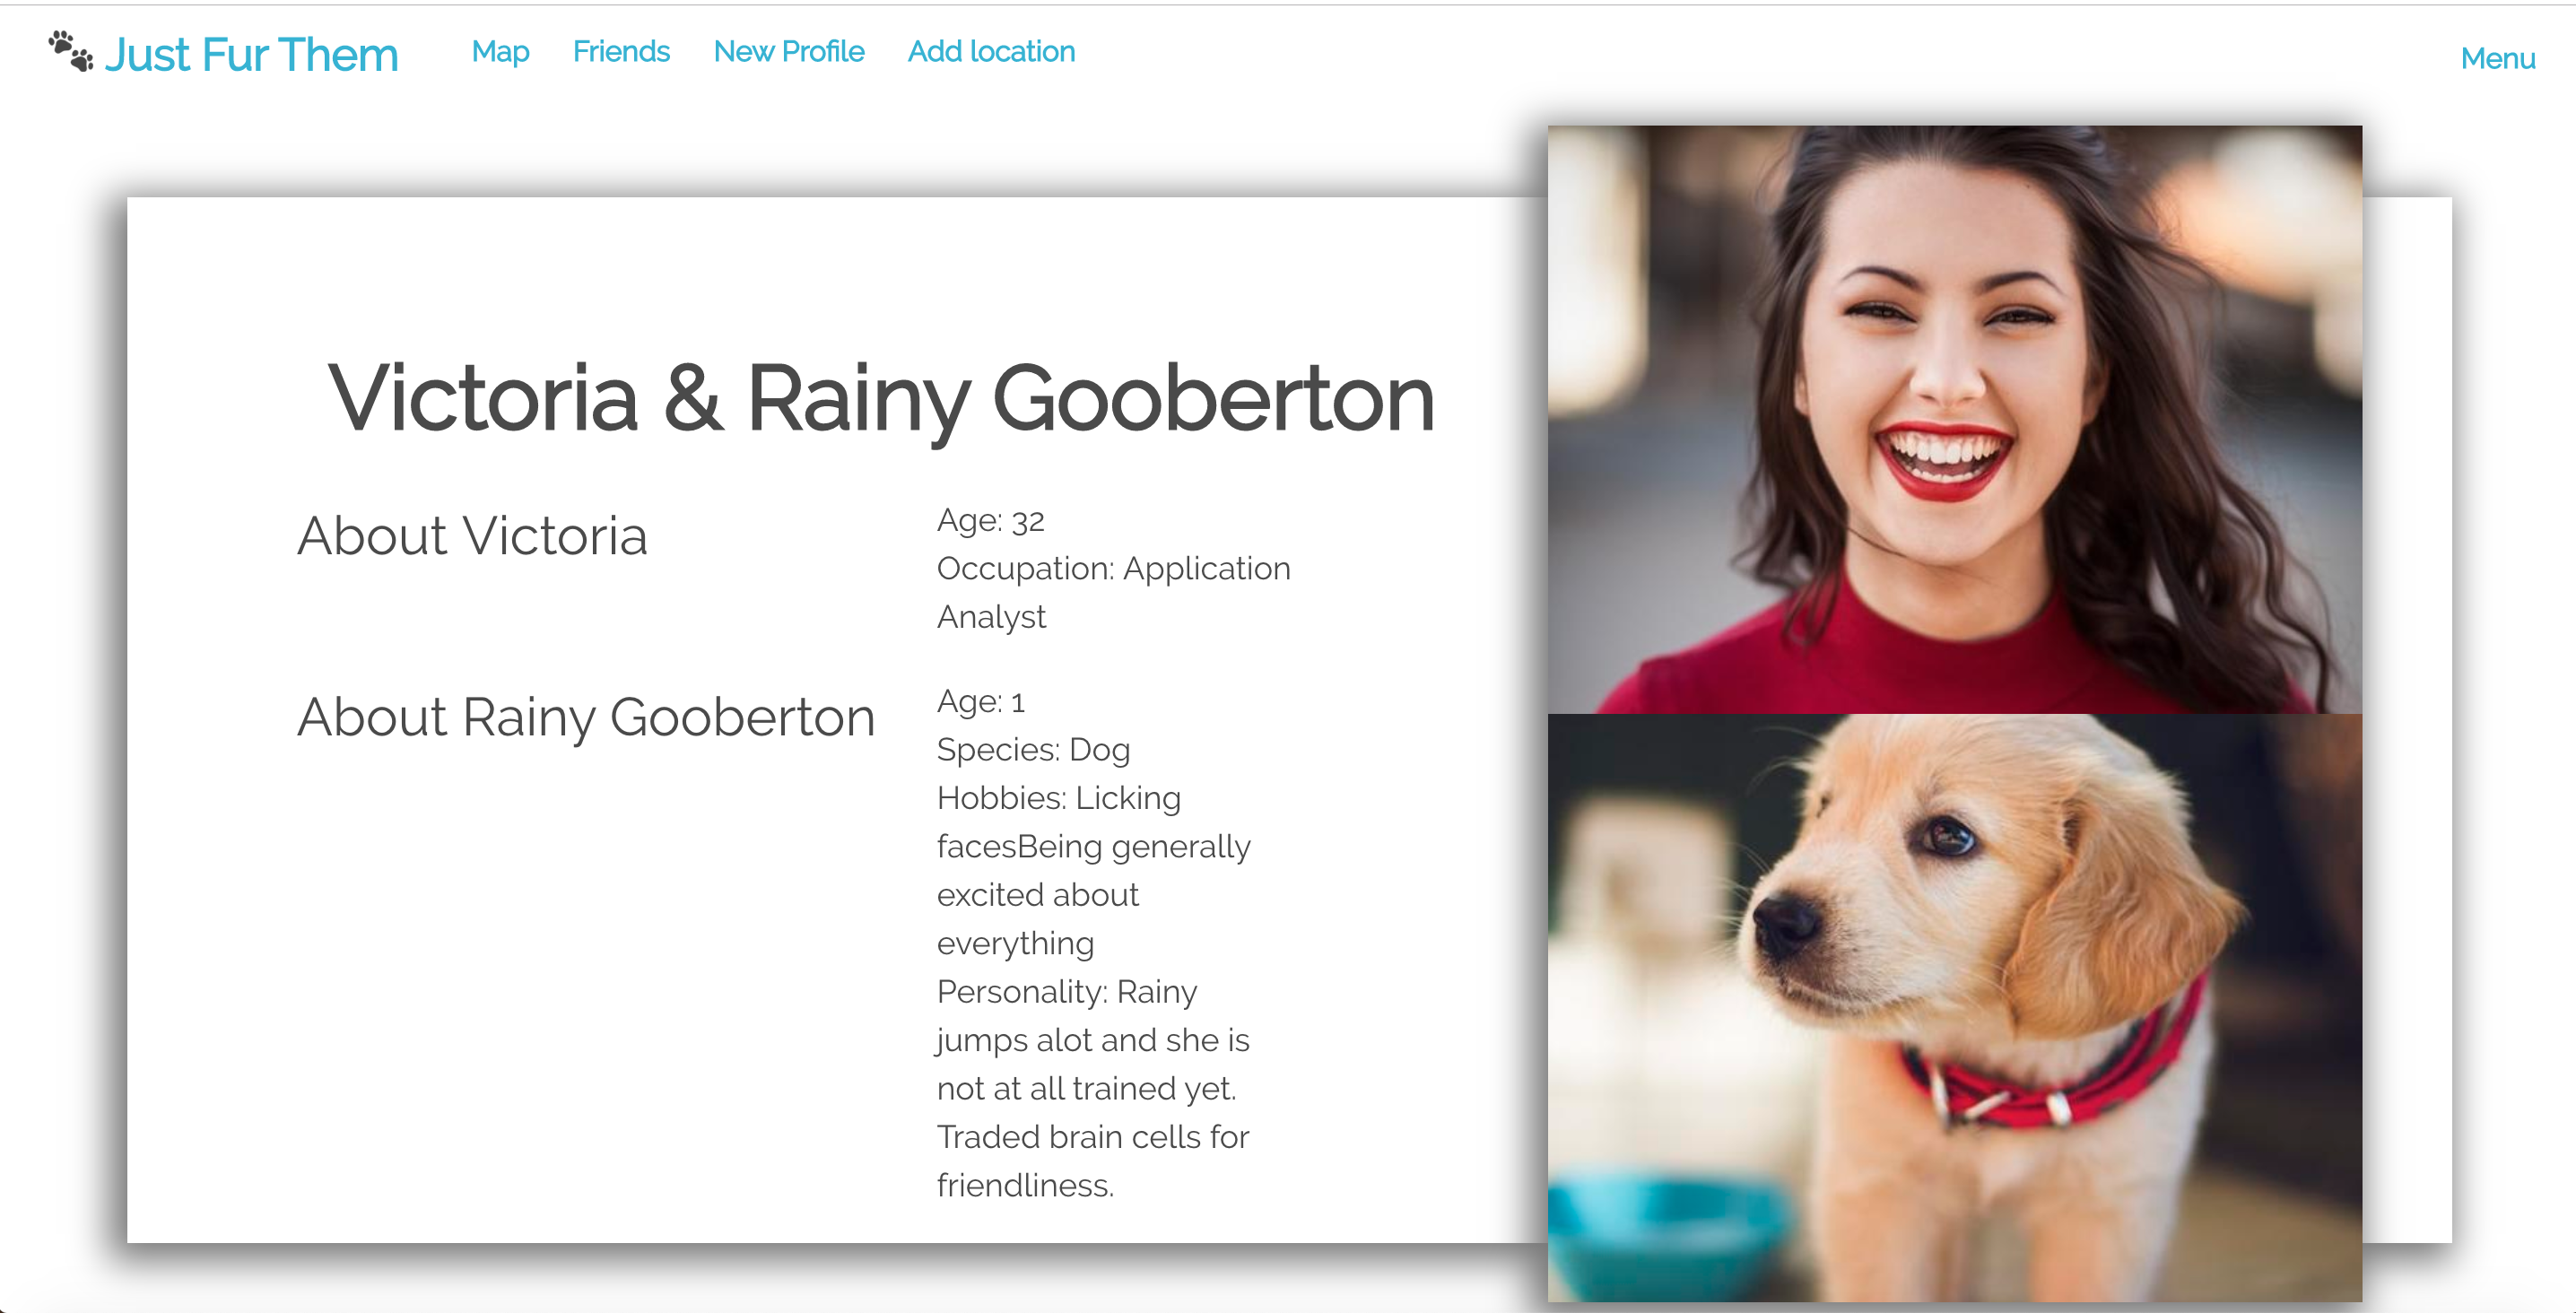 Just Fur Them Map Friends New Profile Add location Menu
Victoria & Rainy Gooberton
About Victoria
Age: 32
Occupation: Application
Analyst
About Rainy Gooberton
Age: 1
Species: Dog
Hobbies: Licking
facesBeing generally
excited about
everything
Personality: Rainy
jumps alot and she is
not at all trained yet.
Traded brain cells for
friendliness.